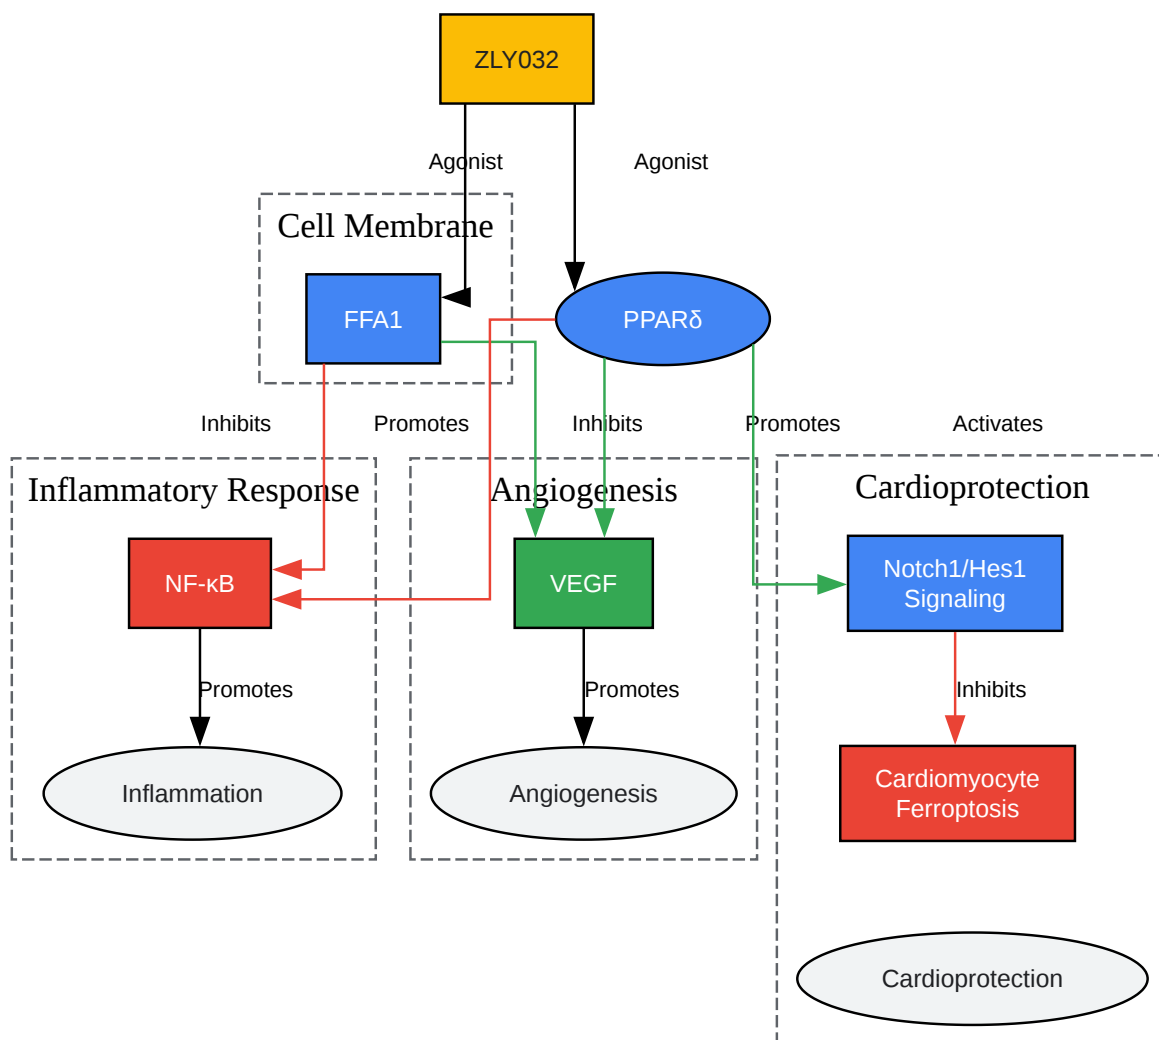 ZLY032
Agonist
Agonist
Cell Membrane
FFA1
PPARδ
Inhibits
Promotes
Inhibits
Promotes
Activates
Inflammatory Response
Angiogenesis
Cardioprotection
NF-κB
VEGF
Notch1/Hes1
Signaling
Promotes
Promotes
Inhibits
Inflammation
Angiogenesis
Cardiomyocyte
Ferroptosis
Cardioprotection